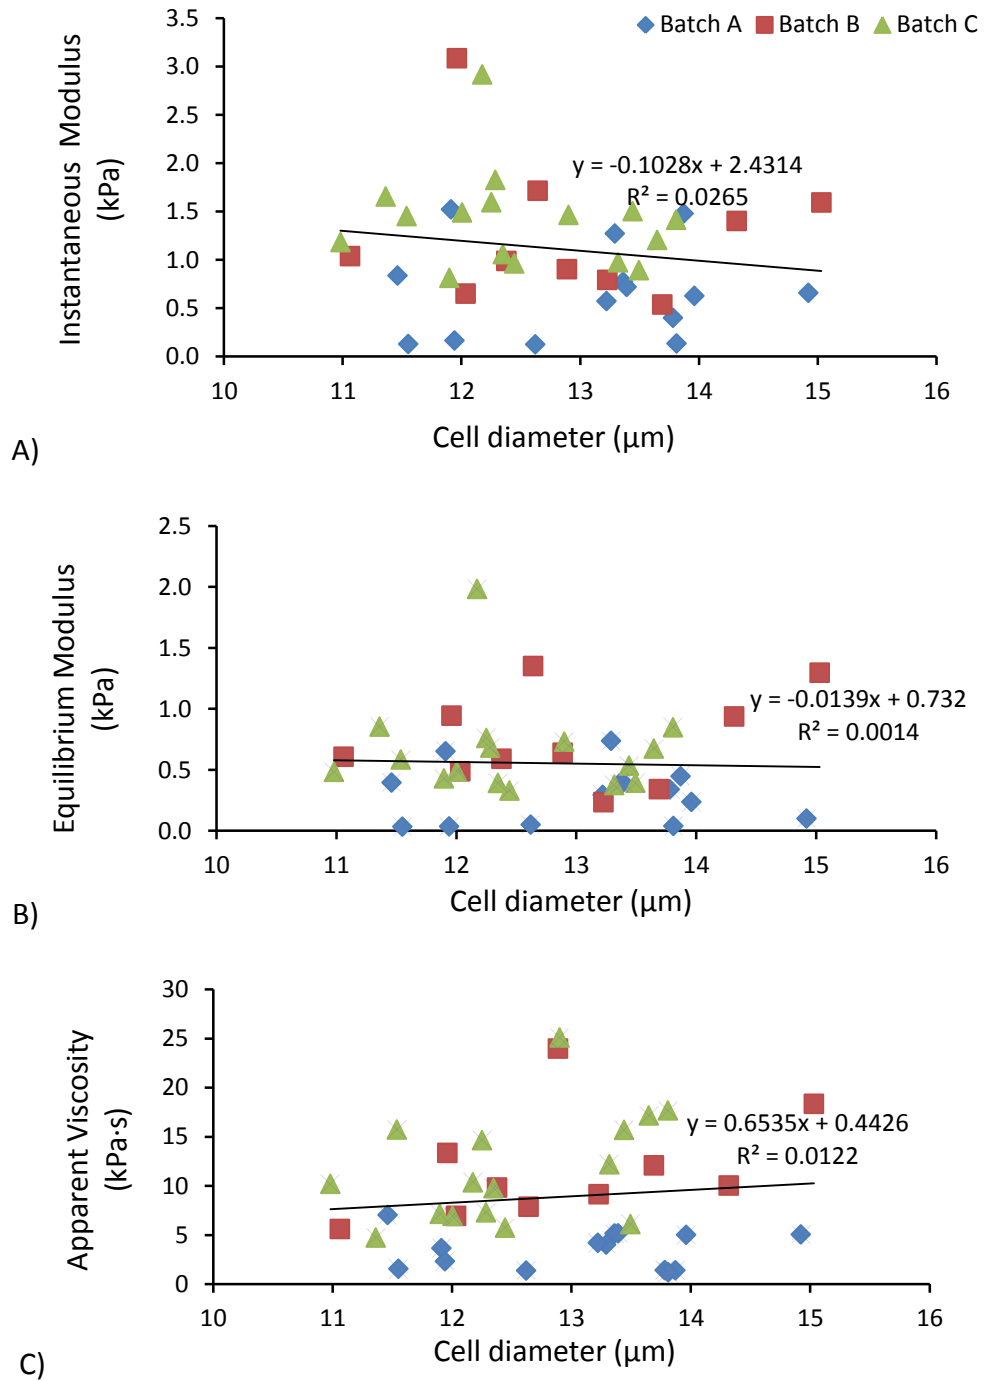 Batch A Batch B Batch C
3.5
3.0
2.5
2.0
1.5
1.0
0.5
0.0
Instantaneous Modulus
(kPa)
y = -0.1028x + 2.4314
R² = 0.0265
10 11 12 13 14 15 16
Cell diameter (µm)
A)
2.5
2.0
1.5
1.0
0.5
0.0
Equilibrium Modulus
(kPa)
y = -0.0139x + 0.732
R² = 0.0014
10 11 12 13 14 15 16
Cell diameter (µm)
B)
30
25
20
15
10
5
0
Apparent Viscosity
(kPa·s)
y = 0.6535x + 0.4426
R² = 0.0122
10 11 12 13 14 15 16
Cell diameter (µm)
C)